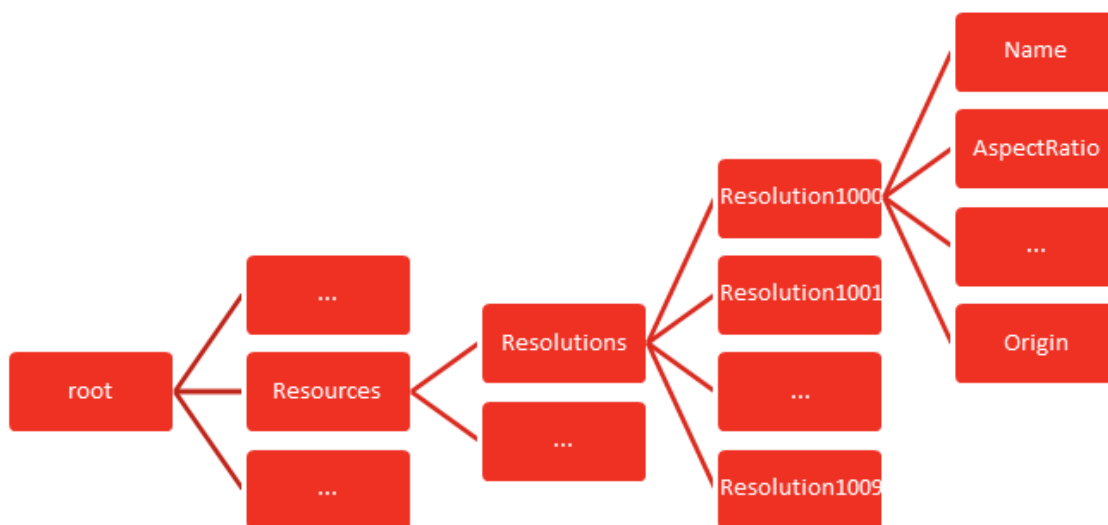 root
...
Resources
...
Resolutions
...
Resolution1000
Resolution1001
...
Resolution1009
Name
AspectRatio
...
Origin